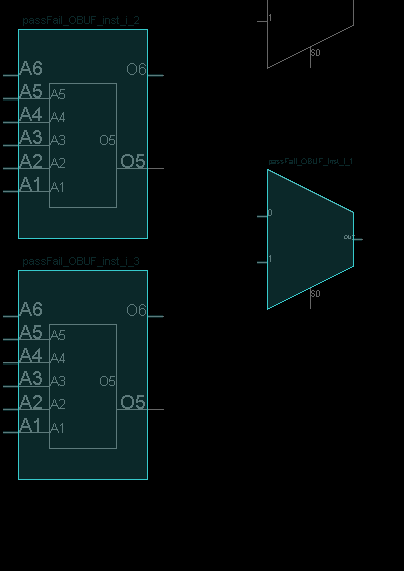 passFail_OBUF_inst_i_2
A6 O6
A5 A5
A4 A4
A3 A3 O5
A2 A2 O5
A1 A1
1
S0
passFail_OBUF_inst_i_1
0
OUT
1
S0
passFail_OBUF_inst_i_3
A6 O6
A5 A5
A4 A4
A3 A3 O5
A2 A2 O5
A1 A1